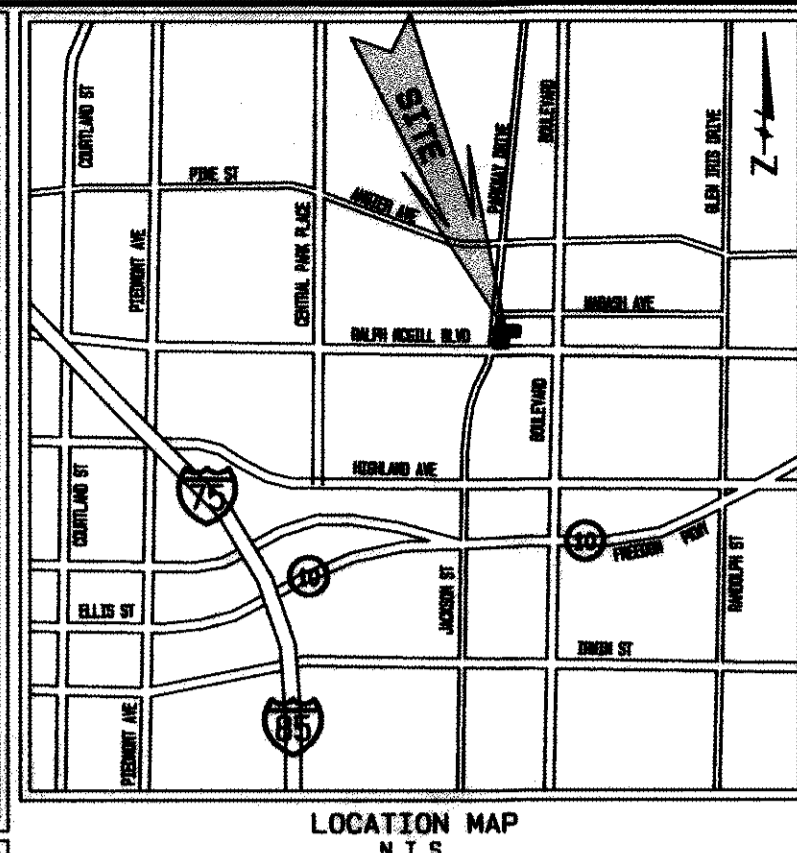 COURTLAND ST
PIEDMONT AVE
PINE ST
CENTRAL PARK PLACE
ANGIER AVE
SITE
PARKWAY DRIVE
BOULEVARD
GLEN IRIS DRIVE
N
RALPH MCGILL BLVD
WABASH AVE
BOULEVARD
HIGHLAND AVE
75
COURTLAND ST
10
10
FREEDOM PKWY
ELLIS ST
JACKSON ST
RANDOLPH ST
IRWIN ST
PIEDMONT AVE
85
LOCATION MAP
N.T.S.